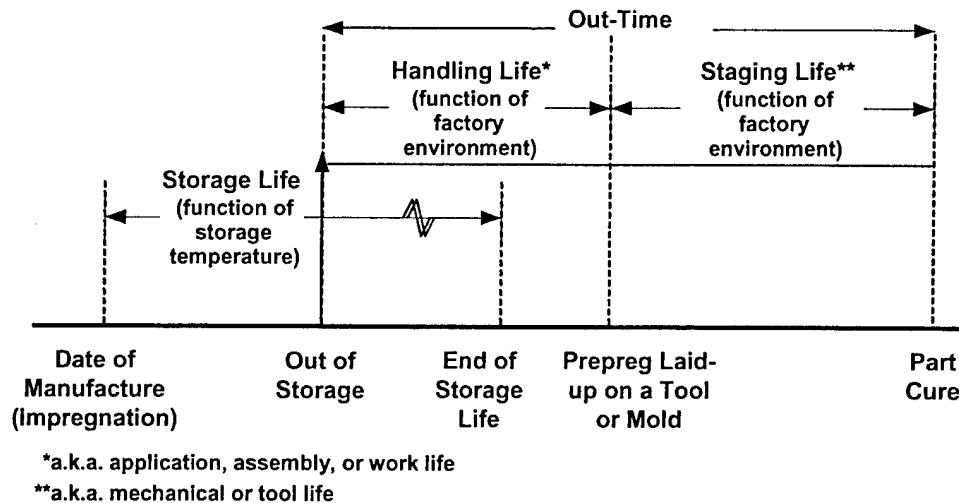 Out-Time
Handling Life*
(function of
factory
environment)
Staging Life**
(function of
factory
environment)
Storage Life
(function of
storage
temperature)
Date of
Manufacture
(Impregnation)
Out of
Storage
End of
Storage
Life
Prepreg Laid-
up on a Tool
or Mold
Part
Cure
*a.k.a. application, assembly, or work life
**a.k.a. mechanical or tool life